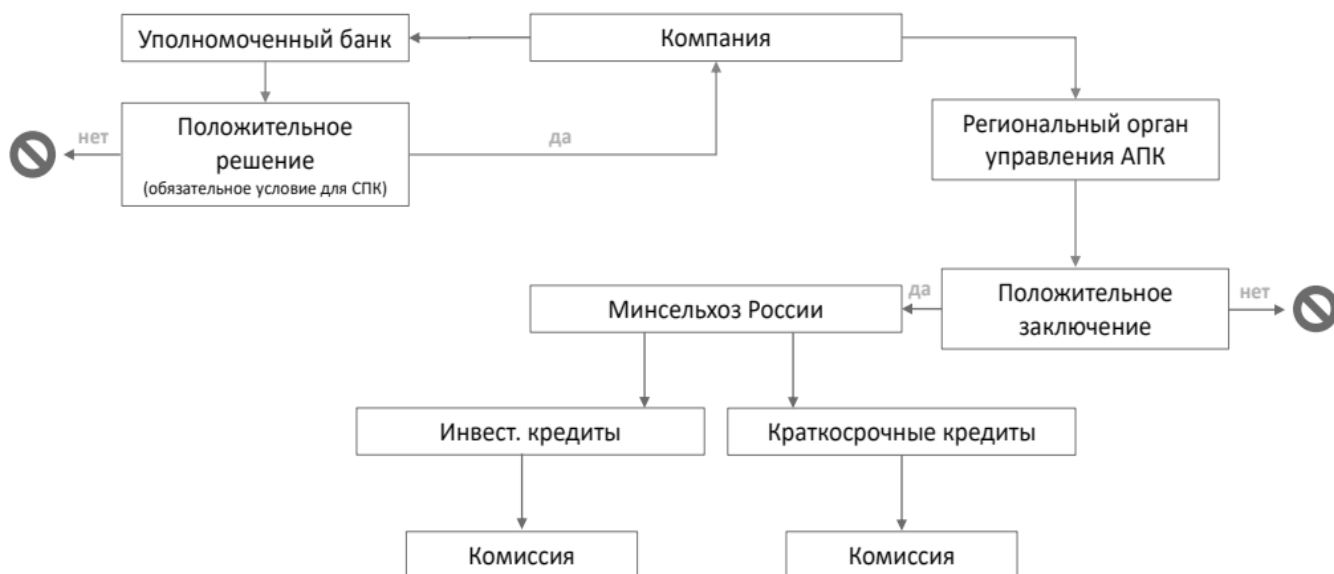 Уполномоченный банк
Компания
Положительное
решение
(обязательное условие для СПК)
нет
да
Региональный орган
управления АПК
Минсельхоз России
да
Положительное
заключение
нет
Инвест. кредиты
Краткосрочные кредиты
Комиссия
Комиссия